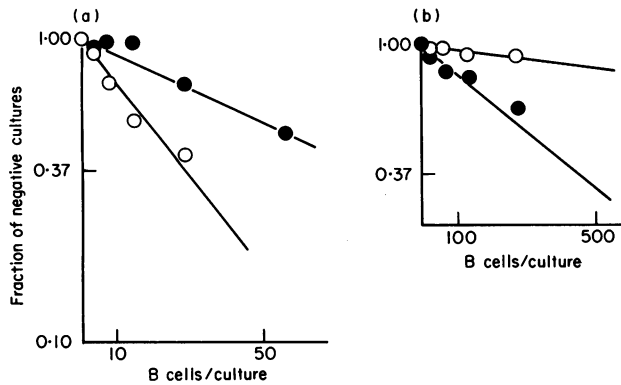 (a)
1·00
0·37
0·10
10
50
B cells/culture
Fraction of negative cultures
(b)
1·00
0·37
100
500
B cells/culture